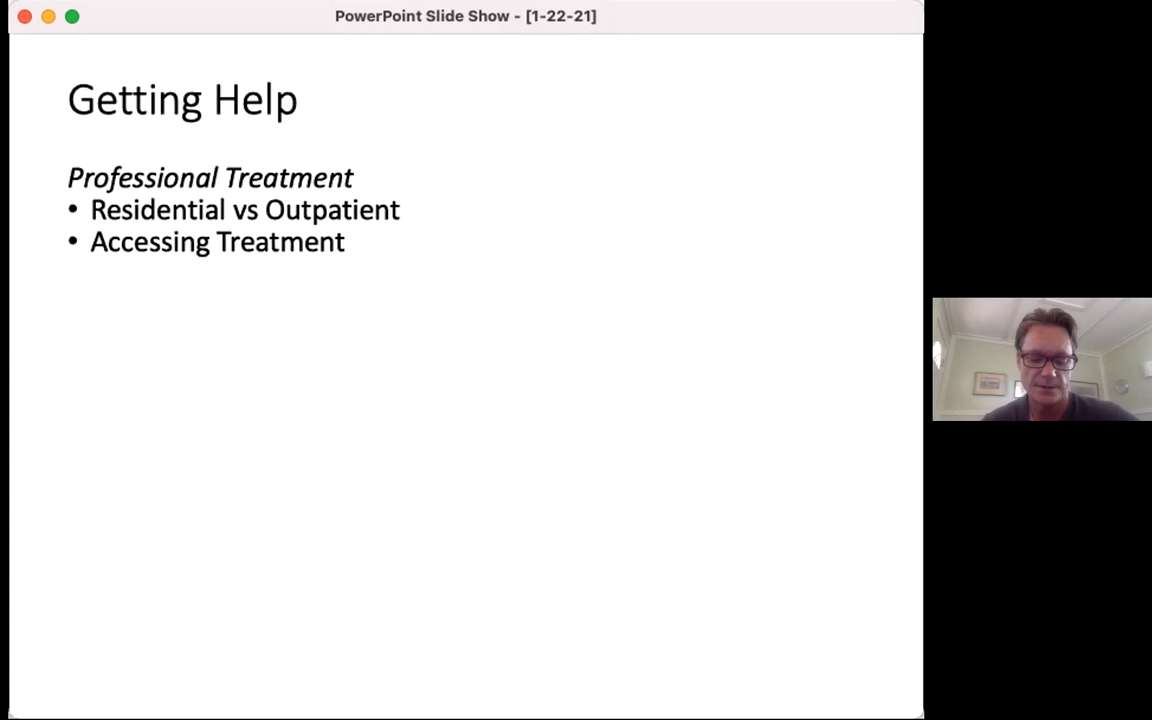 PowerPoint Slide Show - [1-22-21]
Getting Help
Professional Treatment
• Residential vs Outpatient
• Accessing Treatment